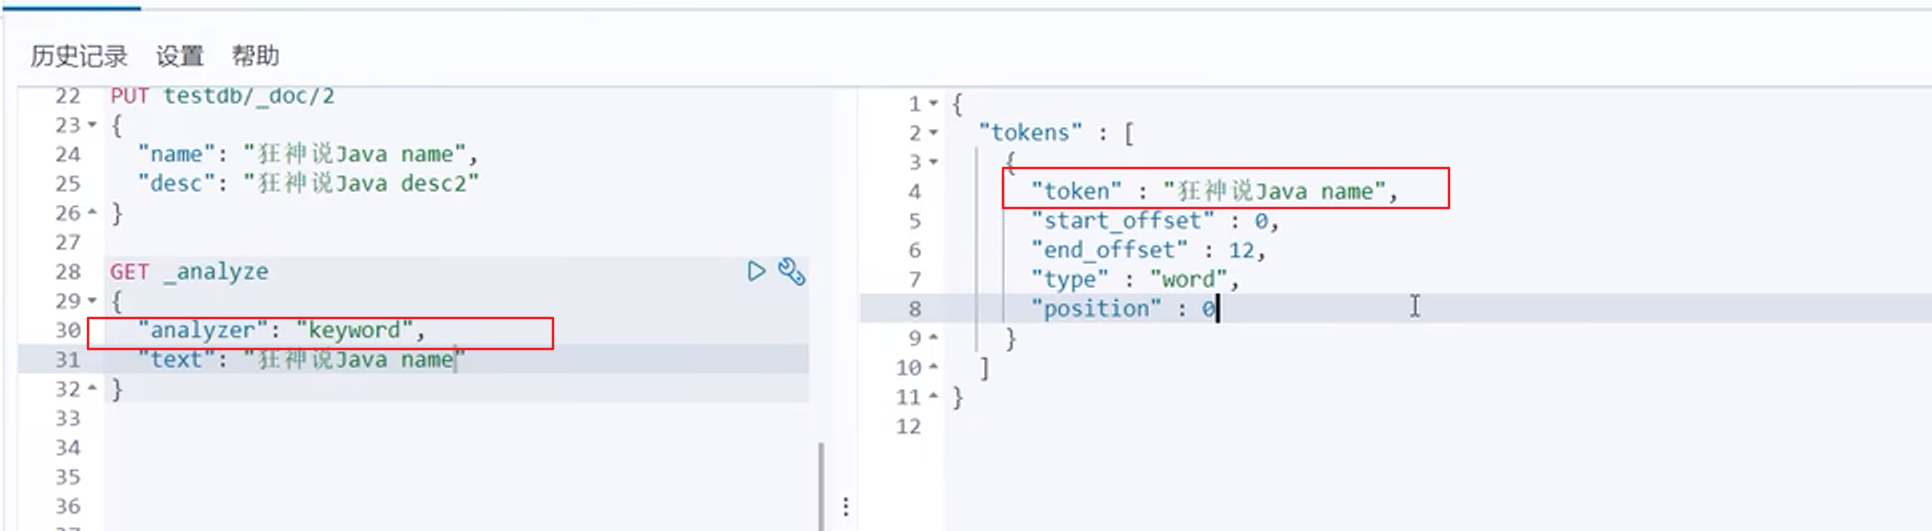 历史记录 设置 帮助
22 PUT testdb/_doc/2
23 {
24 "name": "狂神说Java name",
25 "desc": "狂神说Java desc2"
26 }
27
28 GET _analyze
29 {
30 "analyzer": "keyword",
31 "text": "狂神说Java name"
32 }
33
34
35
36
1 {
2 "tokens" : [
3 {
4 "token" : "狂神说Java name",
5 "start_offset" : 0,
6 "end_offset" : 12,
7 "type" : "word",
8 "position" : 0
9 }
10 ]
11 }
12